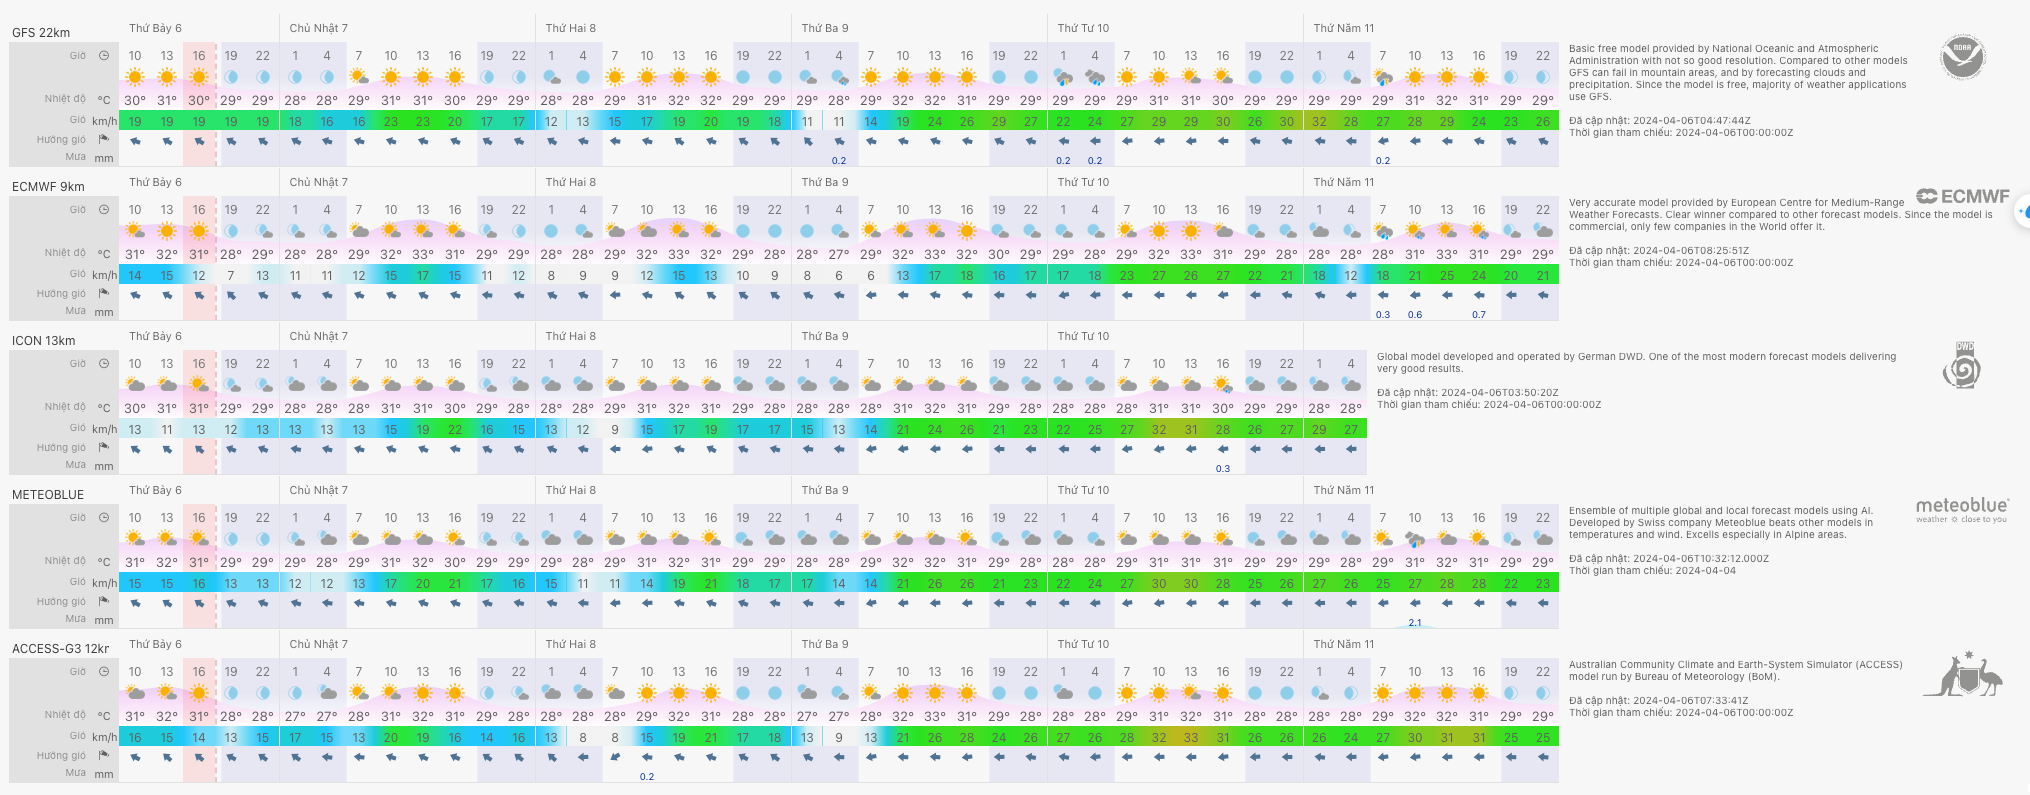 GFS 22km
Thứ Bảy 6 Chủ Nhật 7 Thứ Hai 8 Thứ Ba 9 Thứ Tư 10 Thứ Năm 11
Giờ 10 13 16 19 22 1 4 7 10 13 16 19 22 1 4 7 10 13 16 19 22 1 4 7 10 13 16 19 22 1 4 7 10 13 16 19 22 1 4 7 10 13 16 19 22
Nhiệt độ °C 30° 31° 30° 29° 29° 28° 28° 29° 31° 31° 30° 29° 29° 28° 28° 29° 31° 32° 32° 29° 29° 29° 28° 29° 32° 32° 31° 29° 29° 29° 28° 29° 31° 31° 30° 29° 29° 29° 29° 29° 31° 32° 31° 29° 29°
Gió km/h 19 19 19 19 19 18 16 16 23 23 20 17 17 12 13 15 17 19 20 19 18 11 11 14 19 24 26 29 27 22 24 27 29 29 30 26 30 32 28 27 28 29 24 23 26
Hướng gió
Mưa mm 0.2 0.2 0.2 0.2
Basic free model provided by National Oceanic and Atmospheric
Administration with not so good resolution. Compared to other models
GFS can fail in mountain areas, and by forecasting clouds and
precipitation. Since the model is free, majority of weather applications
use GFS.
Đã cập nhật: 2024-04-06T04:47:44Z
Thời gian tham chiếu: 2024-04-06T00:00:00Z
NOAA
ECMWF 9km
Thứ Bảy 6 Chủ Nhật 7 Thứ Hai 8 Thứ Ba 9 Thứ Tư 10 Thứ Năm 11
Giờ 10 13 16 19 22 1 4 7 10 13 16 19 22 1 4 7 10 13 16 19 22 1 4 7 10 13 16 19 22 1 4 7 10 13 16 19 22 1 4 7 10 13 16 19 22
Nhiệt độ °C 31° 32° 31° 28° 29° 28° 28° 29° 32° 33° 31° 29° 29° 28° 28° 29° 32° 33° 32° 29° 28° 28° 27° 29° 32° 33° 32° 30° 29° 28° 28° 29° 32° 33° 31° 29° 29° 28° 28° 29° 31° 32° 31° 29° 29°
Gió km/h 14 15 12 7 13 11 11 12 15 17 15 11 12 8 9 9 12 15 13 10 9 8 6 6 13 17 18 16 17 17 18 23 27 26 27 22 21 18 12 18 21 25 24 20 21
Hướng gió
Mưa mm 0.3 0.6 0.7
ECMWF
Very accurate model provided by European Centre for Medium-Range
Weather Forecasts. Clear winner compared to other forecast models. Since the model is
commercial, only few companies in the World offer it.
Đã cập nhật: 2024-04-06T08:25:51Z
Thời gian tham chiếu: 2024-04-06T00:00:00Z
ICON 13km
Thứ Bảy 6 Chủ Nhật 7 Thứ Hai 8 Thứ Ba 9 Thứ Tư 10
Giờ 10 13 16 19 22 1 4 7 10 13 16 19 22 1 4 7 10 13 16 19 22 1 4 7 10 13 16 19 22 1 4 7 10 13 16 19 22 1 4
Nhiệt độ °C 30° 31° 31° 29° 29° 28° 28° 29° 31° 31° 30° 29° 28° 28° 28° 28° 31° 32° 31° 29° 28° 28° 28° 28° 31° 32° 31° 29° 29° 28° 28° 28° 31° 31° 30° 29° 29° 28° 28°
Gió km/h 13 11 13 12 13 13 13 13 15 19 22 16 15 13 12 9 15 17 19 17 17 15 13 14 21 24 26 21 23 22 25 27 32 31 28 26 27 29 27
Hướng gió
Mưa mm 0.3
Global model developed and operated by German DWD. One of the most modern forecast models delivering
very good results.
Đã cập nhật: 2024-04-06T03:50:20Z
Thời gian tham chiếu: 2024-04-06T00:00:00Z
DWD
METEOBLUE
Thứ Bảy 6 Chủ Nhật 7 Thứ Hai 8 Thứ Ba 9 Thứ Tư 10 Thứ Năm 11
Giờ 10 13 16 19 22 1 4 7 10 13 16 19 22 1 4 7 10 13 16 19 22 1 4 7 10 13 16 19 22 1 4 7 10 13 16 19 22 1 4 7 10 13 16 19 22
Nhiệt độ °C 31° 32° 31° 29° 29° 28° 28° 29° 31° 32° 30° 29° 28° 28° 28° 29° 31° 32° 31° 29° 28° 28° 28° 29° 32° 33° 31° 29° 29° 28° 28° 29° 31° 32° 31° 29° 29° 28° 28° 29° 31° 32° 31° 29° 29°
Gió km/h 15 15 16 13 13 12 12 13 17 20 21 17 16 15 11 11 14 19 21 18 17 17 14 14 21 26 26 21 23 22 24 27 30 30 28 26 25 27 26 25 27 28 28 22 23
Hướng gió
Mưa mm 2.1
Ensemble of multiple global and local forecast models using AI.
Developed by Swiss company Meteoblue beats other models in
temperatures and wind. Excells especially in Alpine areas.
Đã cập nhật: 2024-04-06T10:32:12.000Z
Thời gian tham chiếu: 2024-04-04
meteoblue
weather close to you
ACCESS-G3 12kr
Thứ Bảy 6 Chủ Nhật 7 Thứ Hai 8 Thứ Ba 9 Thứ Tư 10 Thứ Năm 11
Giờ 10 13 16 19 22 1 4 7 10 13 16 19 22 1 4 7 10 13 16 19 22 1 4 7 10 13 16 19 22 1 4 7 10 13 16 19 22 1 4 7 10 13 16 19 22
Nhiệt độ °C 31° 31° 31° 28° 28° 27° 27° 28° 31° 32° 31° 29° 28° 28° 28° 28° 29° 32° 31° 28° 28° 27° 27° 28° 32° 33° 31° 29° 28° 28° 28° 29° 31° 32° 31° 29° 29° 28° 28° 29° 32° 32° 31° 29° 29°
Gió km/h 16 15 14 13 15 17 15 13 20 19 16 14 16 13 8 8 15 19 21 17 18 13 9 13 21 26 28 24 26 27 26 28 32 33 31 28 28 26 24 27 30 31 31 25 25
Hướng gió
Mưa mm 0.2
Australian Community Climate and Earth-System Simulator (ACCESS)
model run by Bureau of Meteorology (BoM).
Đã cập nhật: 2024-04-06T07:33:41Z
Thời gian tham chiếu: 2024-04-06T00:00:00Z